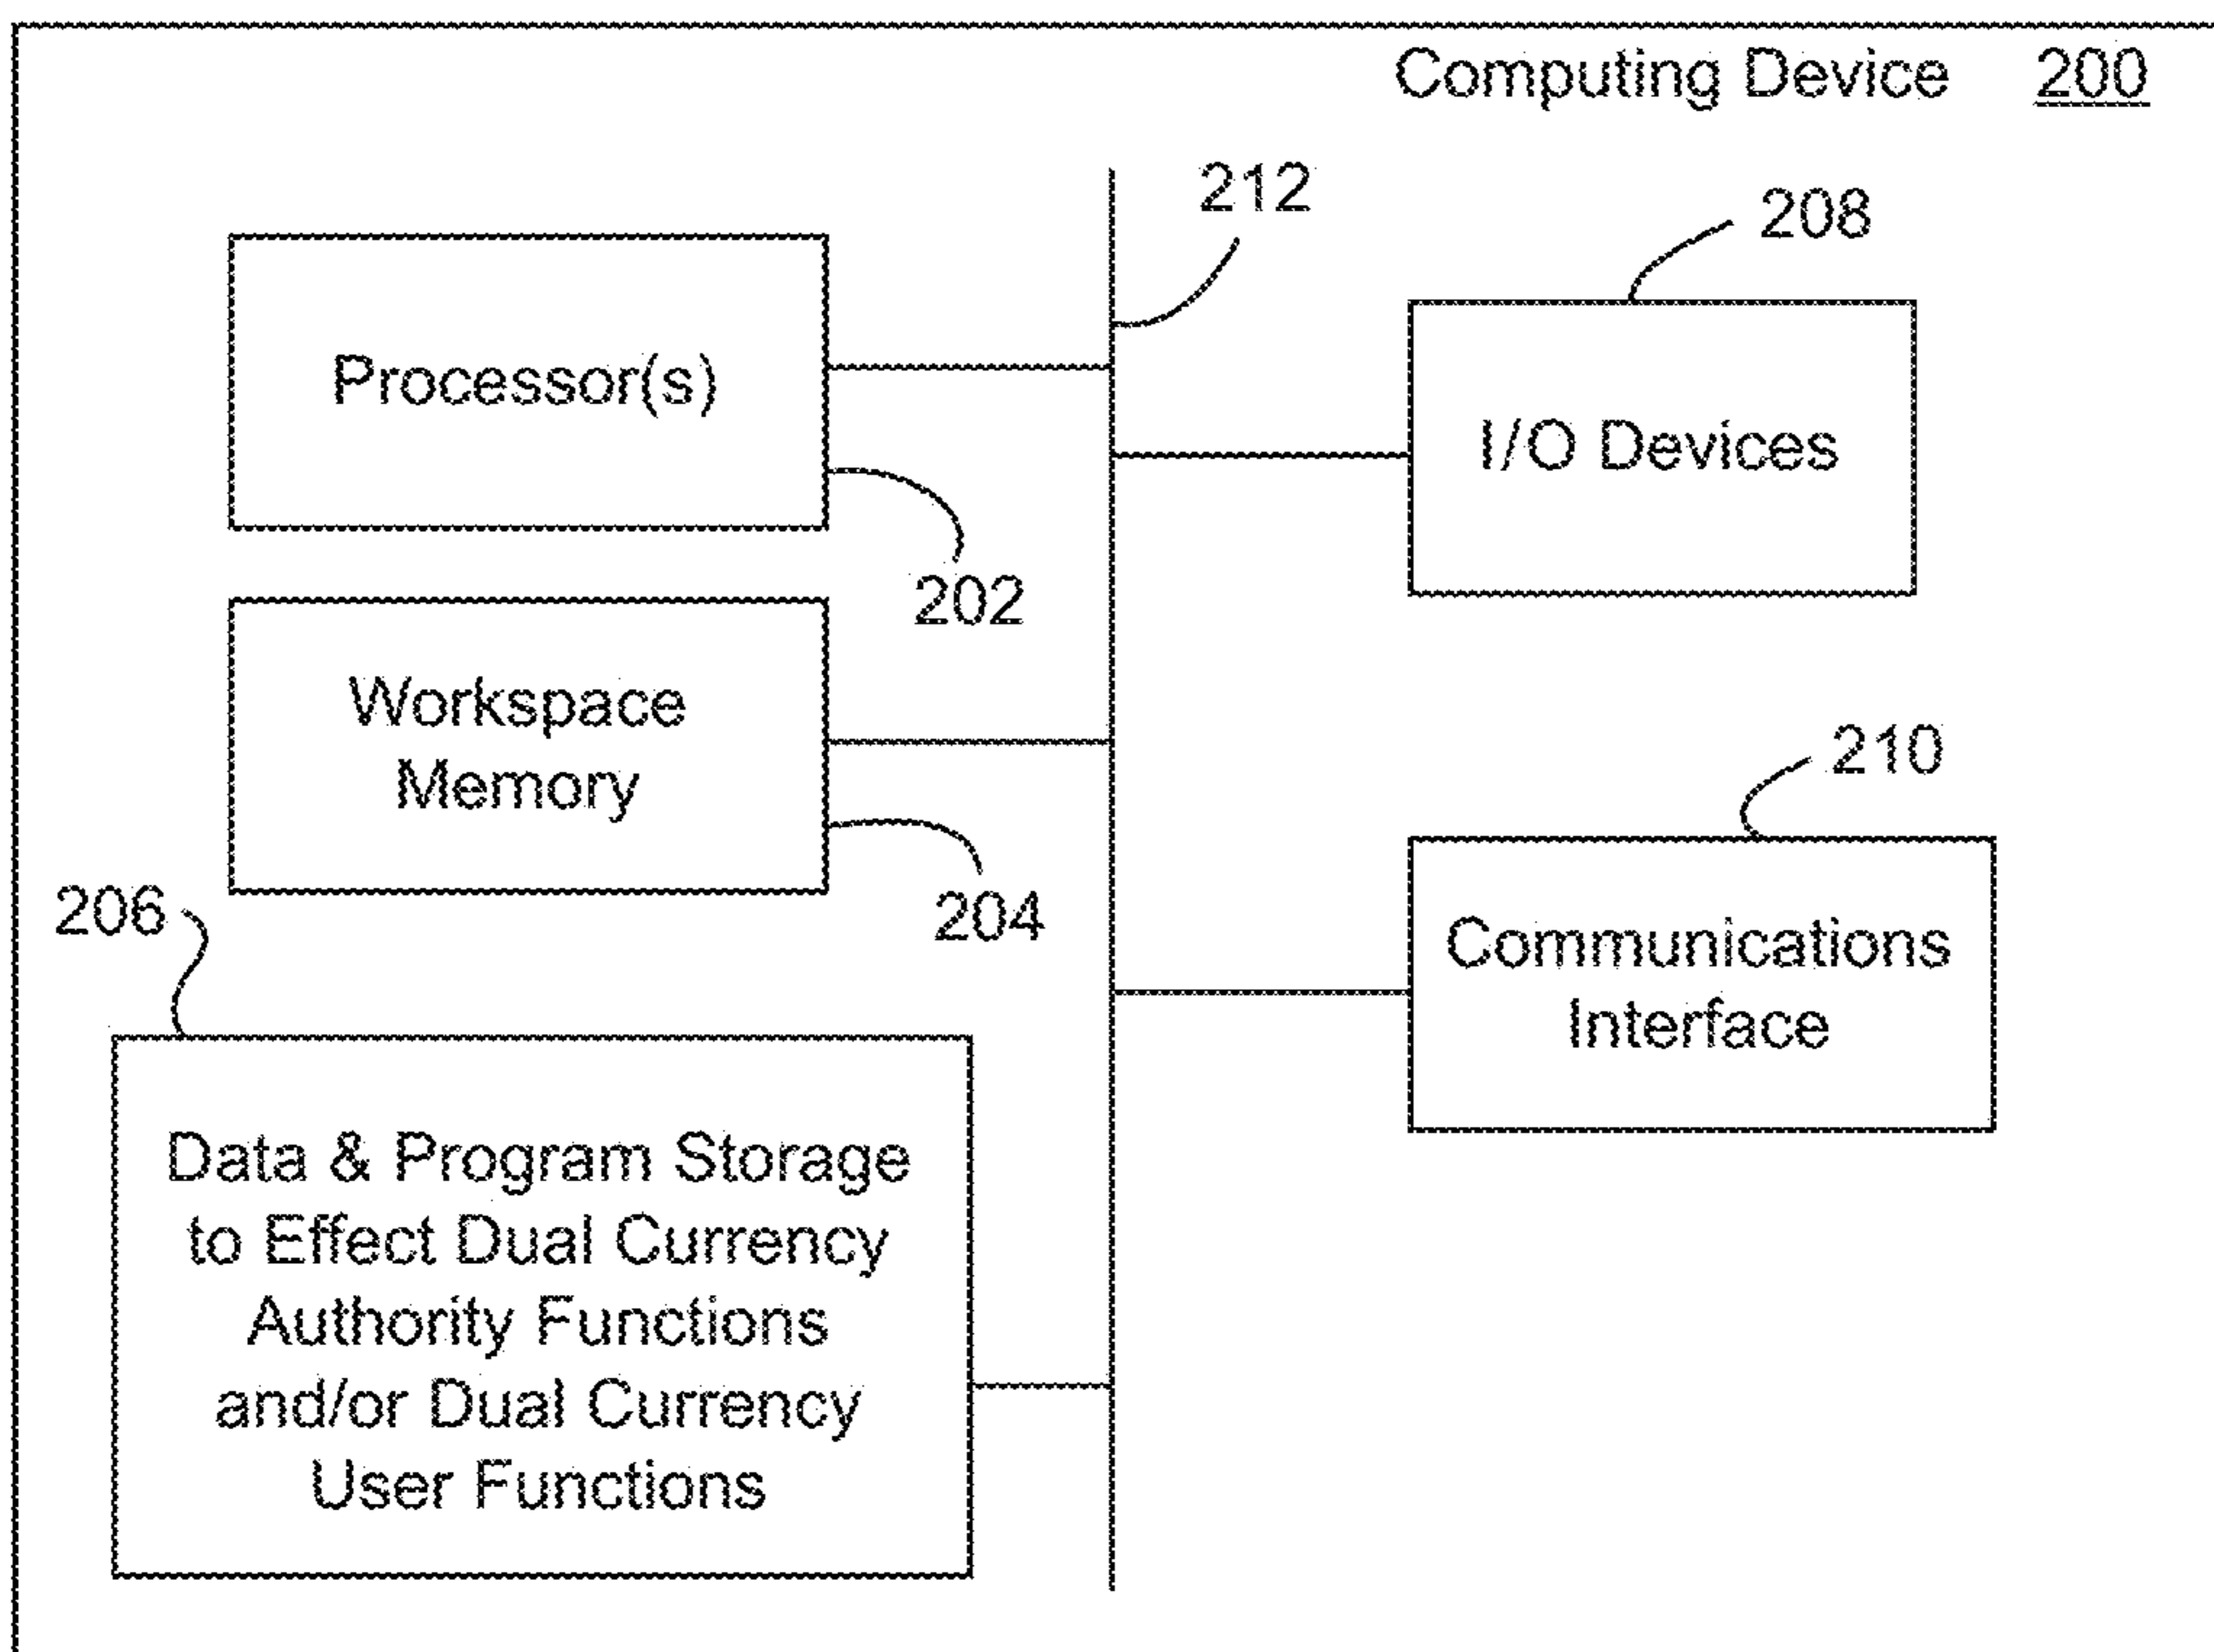 Computing Device 200
212
208
Processor(s)
I/O Devices
202
Workspace
Memory
210
206
204
Communications
Interface
Data & Program Storage
to Effect Dual Currency
Authority Functions
and/or Dual Currency
User Functions